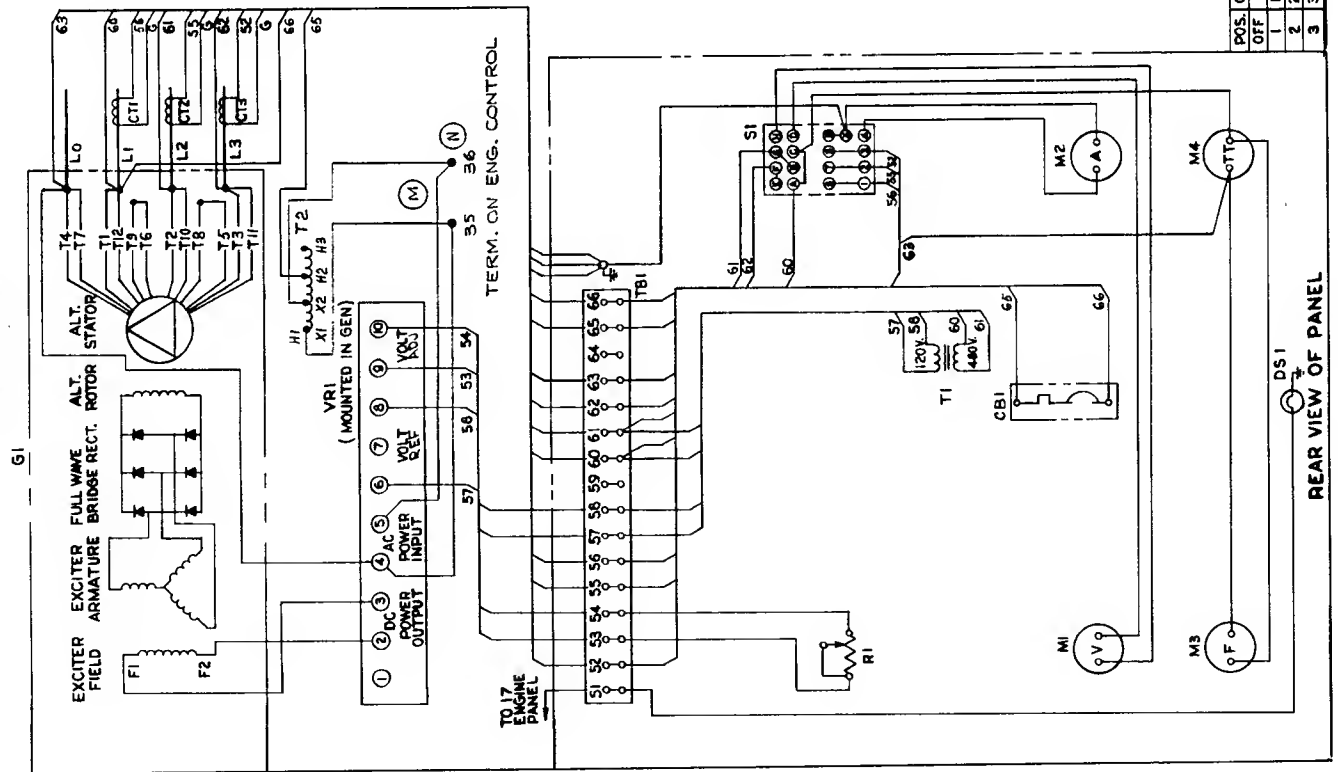 G1
EXCITER FIELD
EXCITER ARMATURE
FULL WAVE BRIDGE RECT.
ALT. ROTOR
ALT. STATOR
F1
F2
T4
T7
T1
T12
T9
T6
T2
T10
T8
T5
T3
T11
L0
L1
L2
L3
CT1
CT2
CT3
63
60
56
G
61
55
G
62
52
G
66
65
T2
H1
X1
X2
H2
H3
M
N
35
36
TERM. ON ENG. CONTROL
VR1
(MOUNTED IN GEN)
1
2
3
4
5
6
7
8
9
10
DC POWER OUTPUT
AC POWER INPUT
VOLT REF
VOLT ADJ
57
58
53
54
TO 17 ENGINE PANEL
51
52
53
54
55
56
57
58
59
60
61
62
63
64
65
66
TB1
S1
61
62
60
56
55
52
63
57
58
60
61
120V.
480V.
T1
65
66
CB1
R1
M1
V
M2
A
M3
F
M4
TT
DS1
REAR VIEW OF PANEL
POS.
OFF
1
2
3